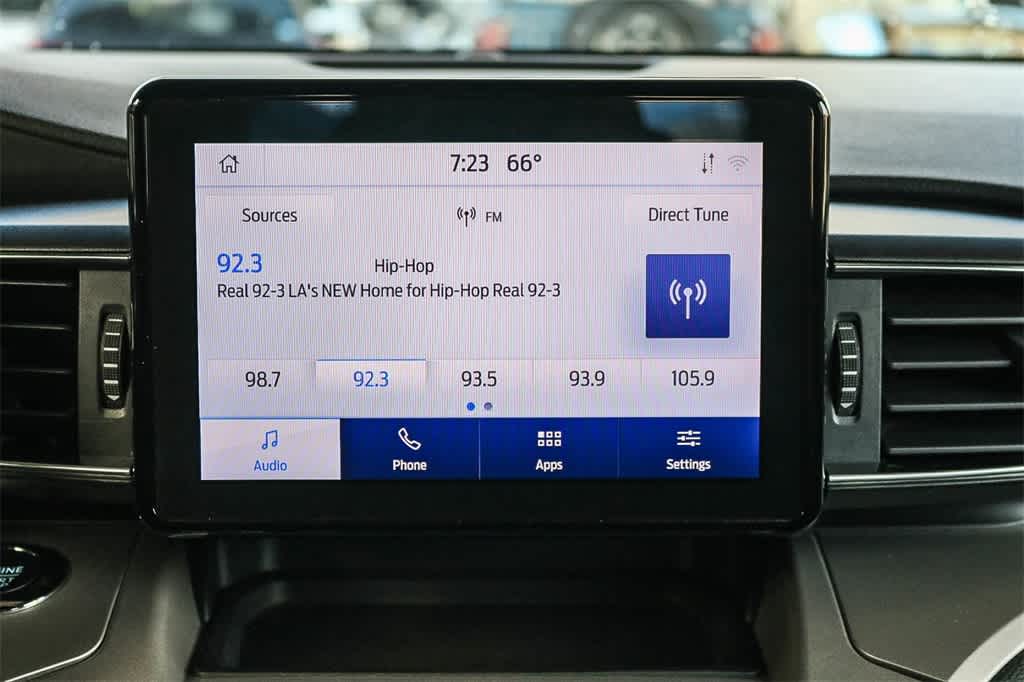 7:23 66°
Sources FM Direct Tune
92.3 Hip-Hop
Real 92-3 LA's NEW Home for Hip-Hop Real 92-3
98.7 92.3 93.5 93.9 105.9
Audio Phone Apps Settings